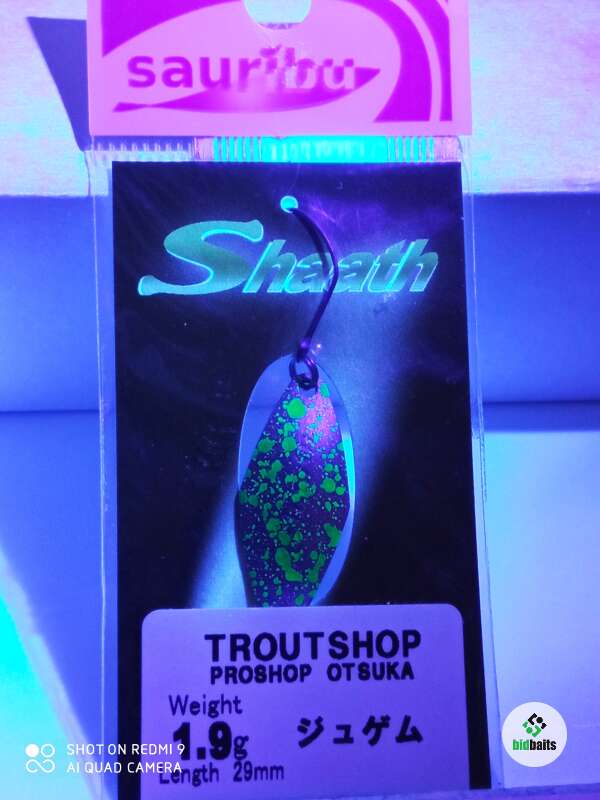 sauribu
Shaath
TROUTSHOP
PROSHOP OTSUKA
Weight
1.9g ジュゲム
Length 29mm
SHOT ON REDMI 9
AI QUAD CAMERA
bidbaits